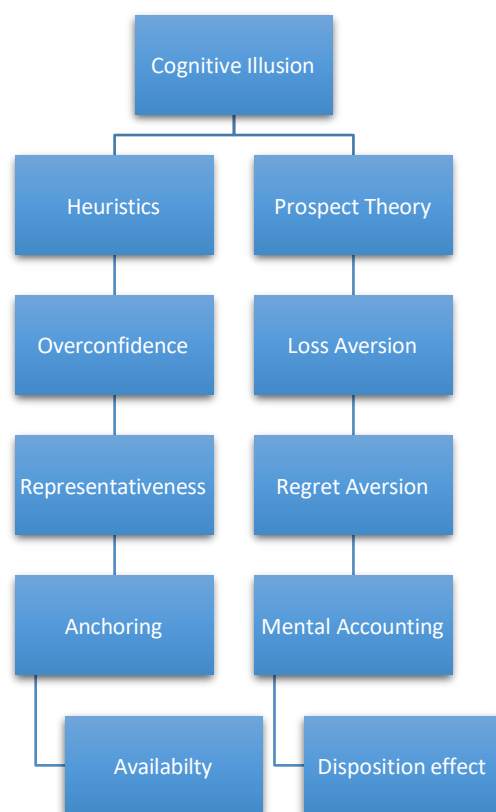 Cognitive Illusion
Heuristics
Prospect Theory
Overconfidence
Loss Aversion
Representativeness
Regret Aversion
Anchoring
Mental Accounting
Availabilty
Disposition effect